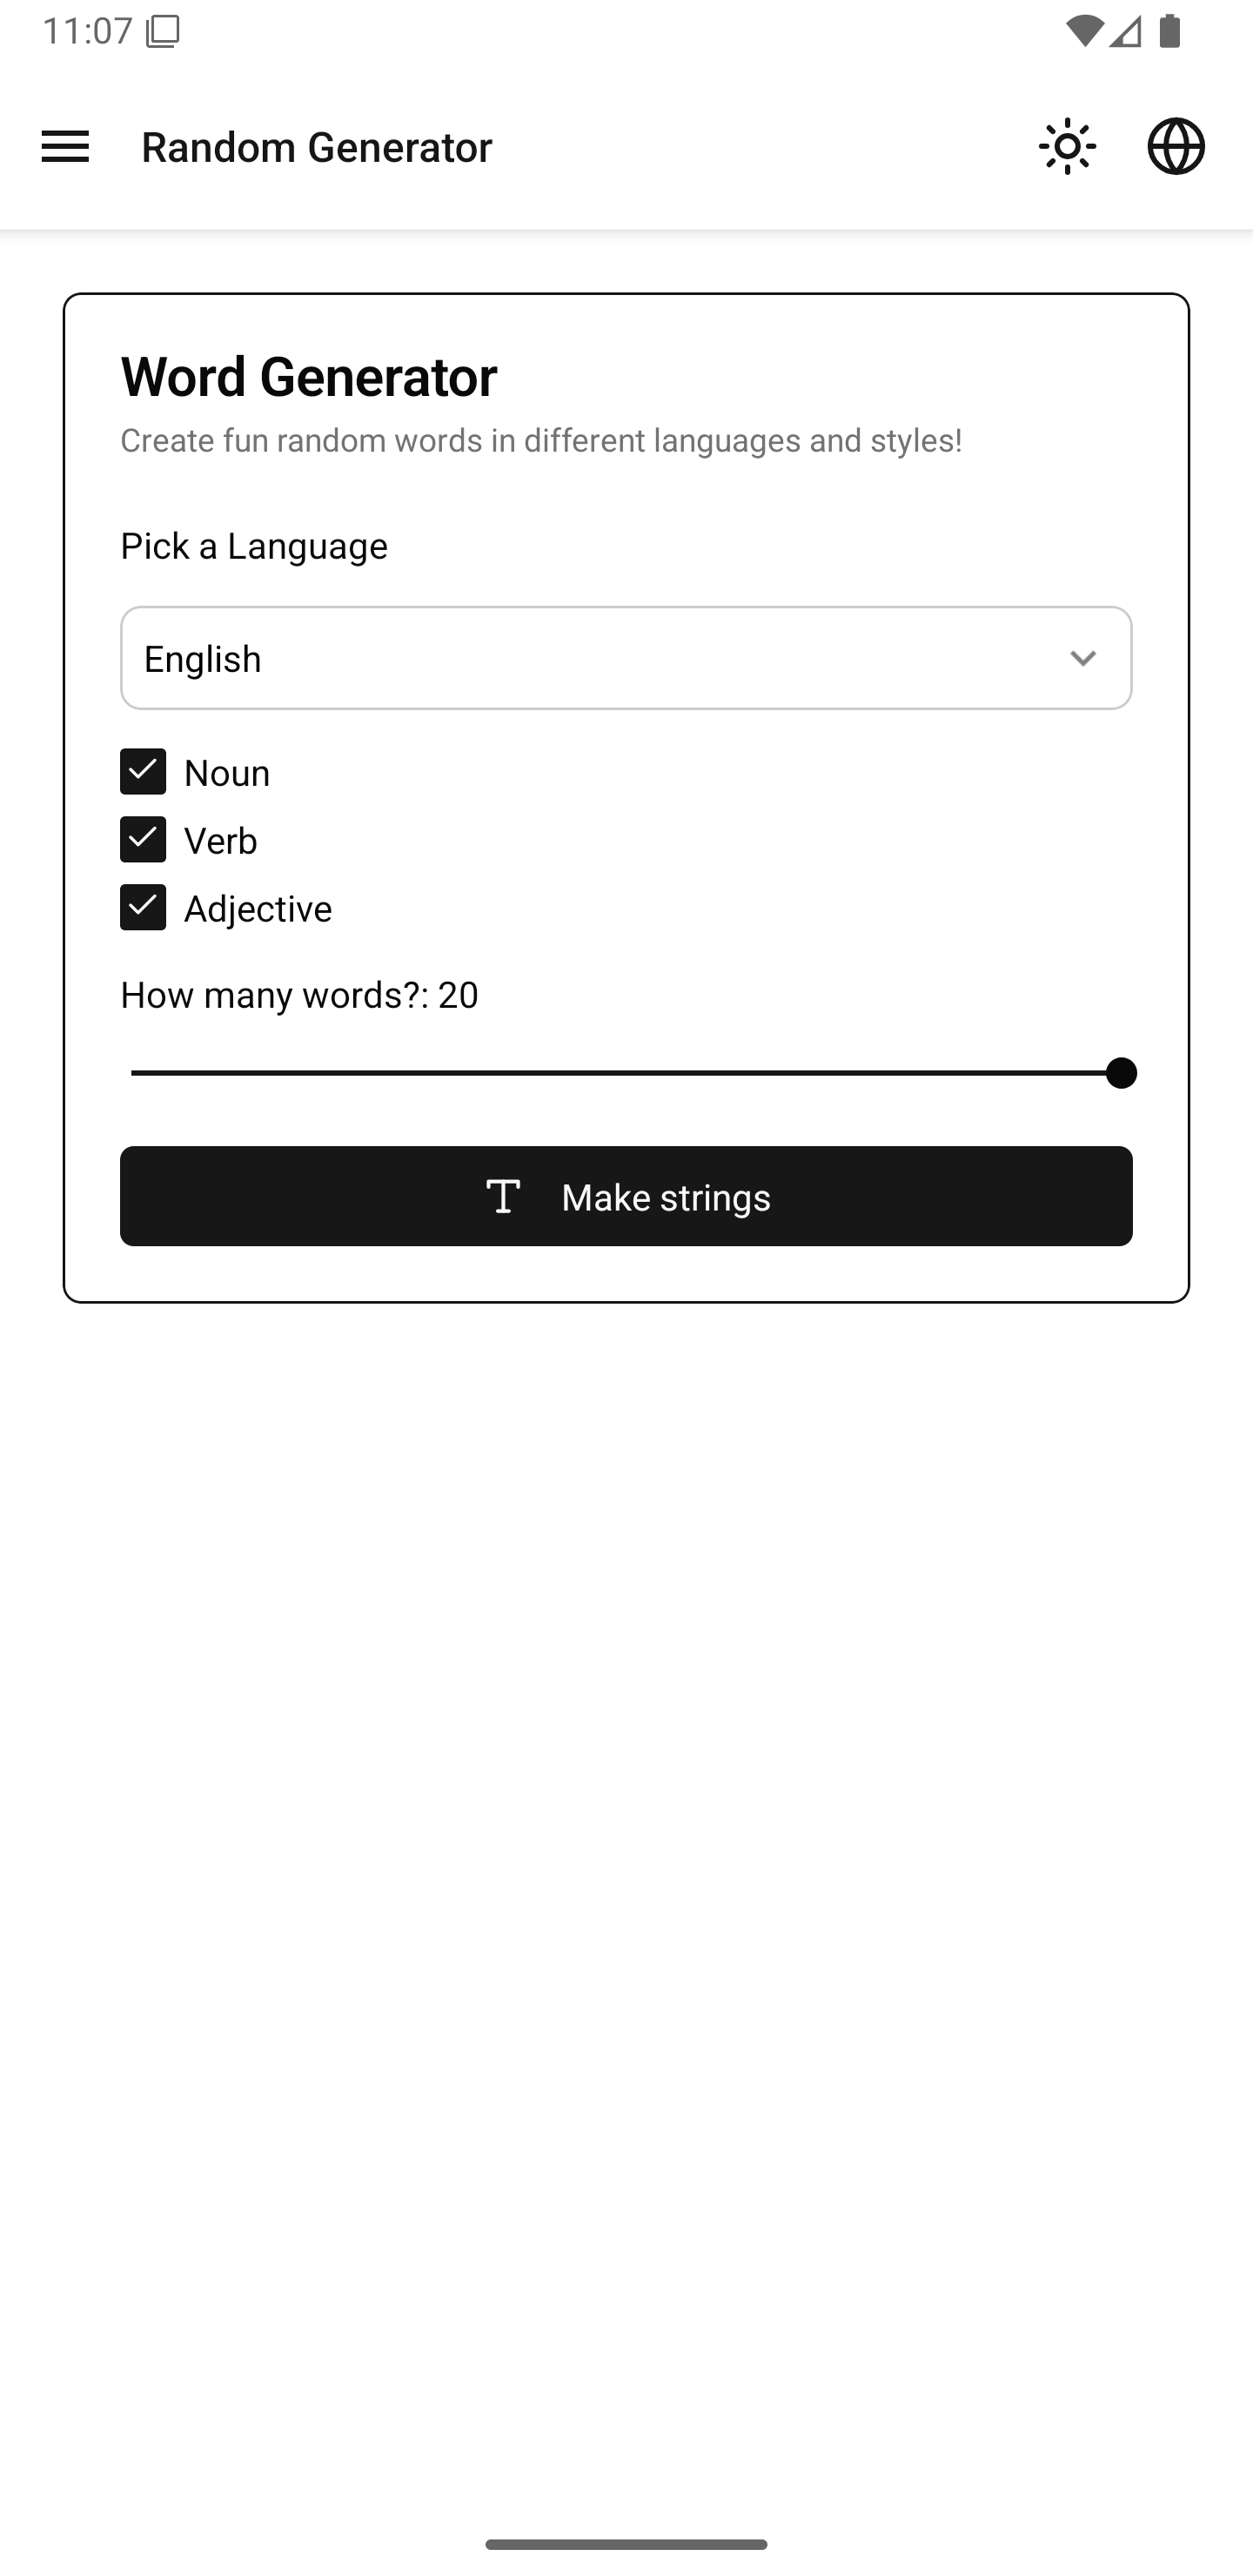 11:07
Random Generator
Word Generator
Create fun random words in different languages and styles!
Pick a Language
English
Noun
Verb
Adjective
How many words?: 20
Make strings